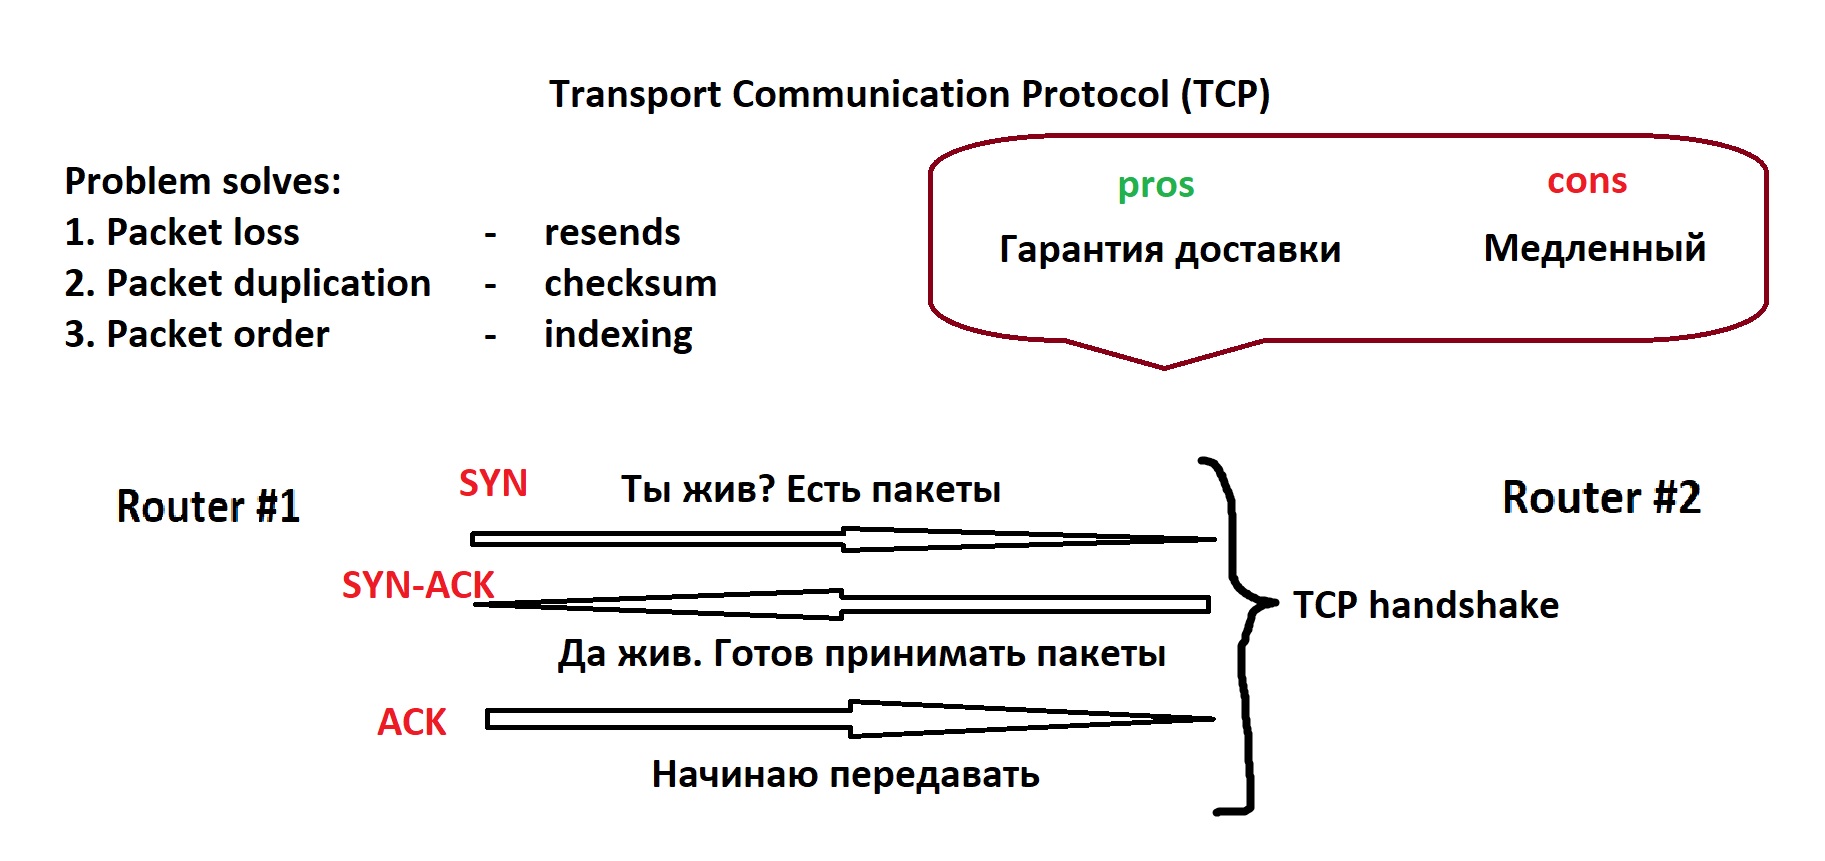 Transport Communication Protocol (TCP)
Problem solves:
1. Packet loss - resends
2. Packet duplication - checksum
3. Packet order - indexing
pros cons
Гарантия доставки Медленный
Router #1
Router #2
SYN Ты жив? Есть пакеты
SYN-ACK
Да жив. Готов принимать пакеты
ACK
Начинаю передавать
TCP handshake